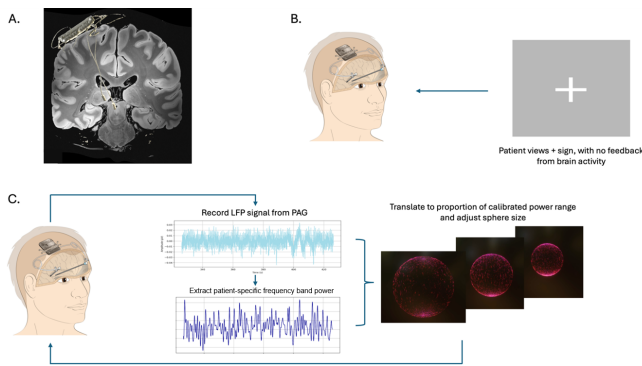 A.
B.
Patient views + sign, with no feedback
from brain activity
C.
Record LFP signal from PAG
Translate to proportion of calibrated power range
and adjust sphere size
Extract patient-specific frequency band power